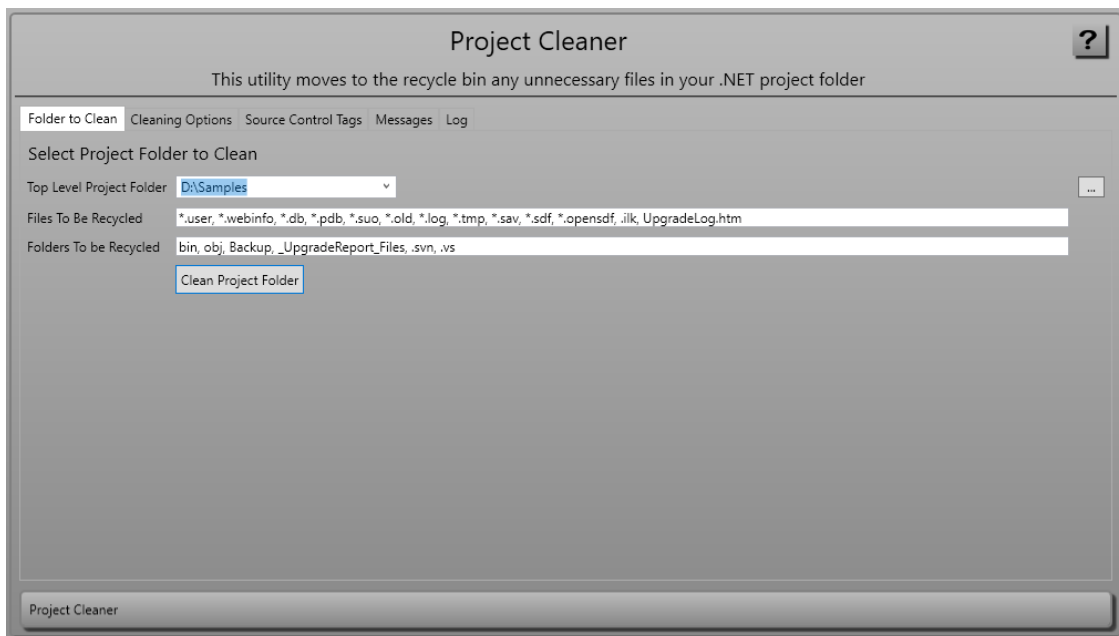 Project Cleaner
?
This utility moves to the recycle bin any unnecessary files in your .NET project folder
Folder to Clean Cleaning Options Source Control Tags Messages Log
Select Project Folder to Clean
Top Level Project Folder D:\Samples ...
Files To Be Recycled *.user, *.webinfo, *.db, *.pdb, *.suo, *.old, *.log, *.tmp, *.sav, *.sdf, *.opensdf, .ilk, UpgradeLog.htm
Folders To be Recycled bin, obj, Backup, _UpgradeReport_Files, .svn, .vs
Clean Project Folder
Project Cleaner